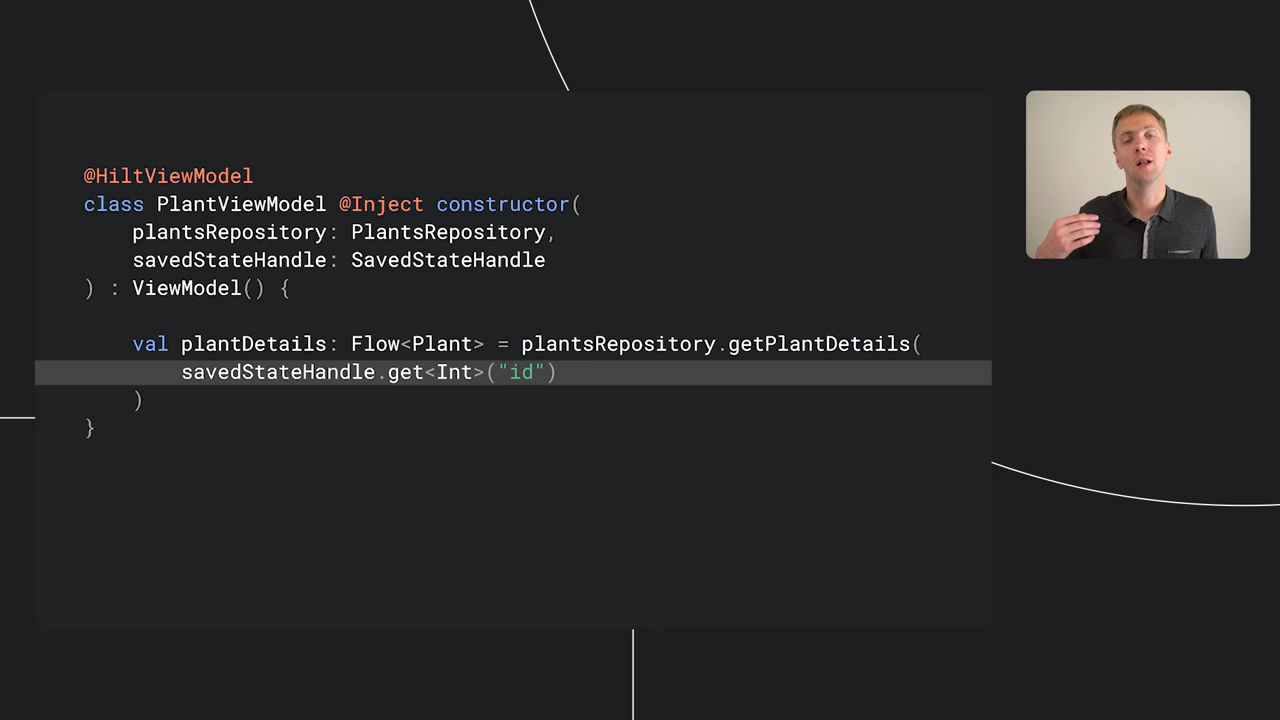 @HiltViewModel
class PlantViewModel @Inject constructor(
    plantsRepository: PlantsRepository,
    savedStateHandle: SavedStateHandle
) : ViewModel() {
    val plantDetails: Flow<Plant> = plantsRepository.getPlantDetails(
        savedStateHandle.get<Int>("id")
    )
}